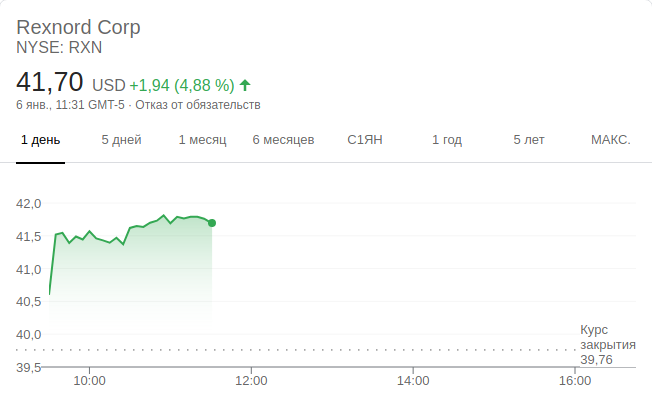 Rexnord Corp
NYSE: RXN
41,70 USD +1,94 (4,88 %)
6 янв., 11:31 GMT-5 · Отказ от обязательств
1 день 5 дней 1 месяц 6 месяцев С1ЯН 1 год 5 лет МАКС.
42,0
41,5
41,0
40,5
40,0
39,5
Курс
закрытия
39,76
10:00 12:00 14:00 16:00